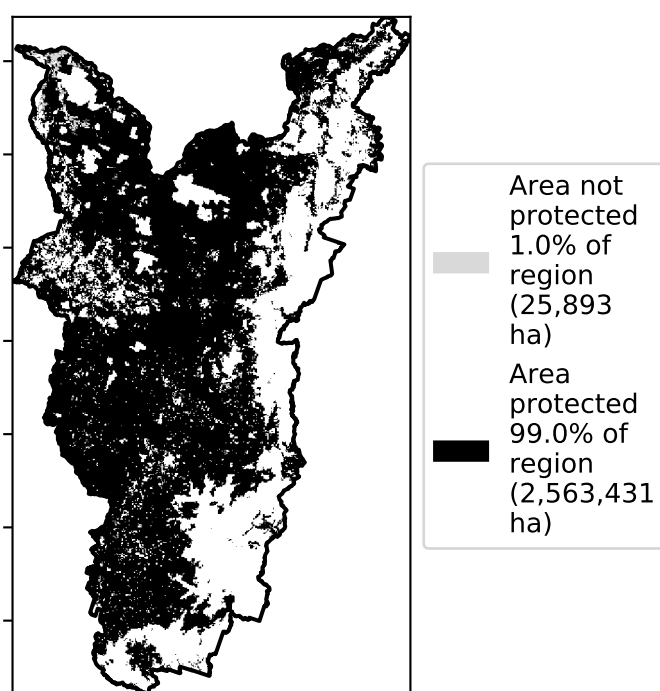 Area not
protected
1.0% of
region
(25,893
ha)
Area
protected
99.0% of
region
(2,563,431
ha)